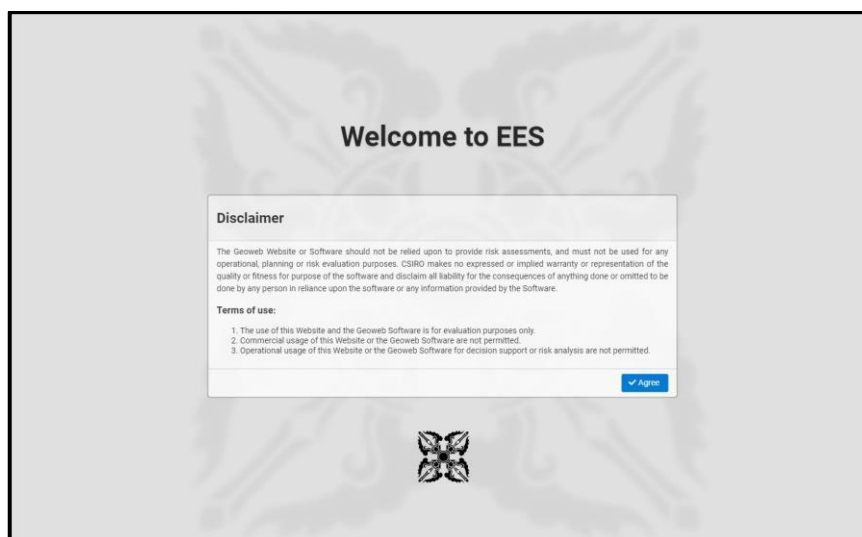 Welcome to EES
Disclaimer
The Geoweb Website or Software should not be relied upon to provide risk assessments, and must not be used for any
operational, planning or risk evaluation purposes. CSIRO makes no expressed or implied warranty or representation of the
quality or fitness for purpose of the software and disclaim all liability for the consequences of anything done or omitted to be
done by any person in reliance upon the software or any information provided by the Software.
Terms of use:
1. The use of this Website and the Geoweb Software is for evaluation purposes only.
2. Commercial usage of this Website or the Geoweb Software are not permitted.
3. Operational usage of this Website or the Geoweb Software for decision support or risk analysis are not permitted.
Agree